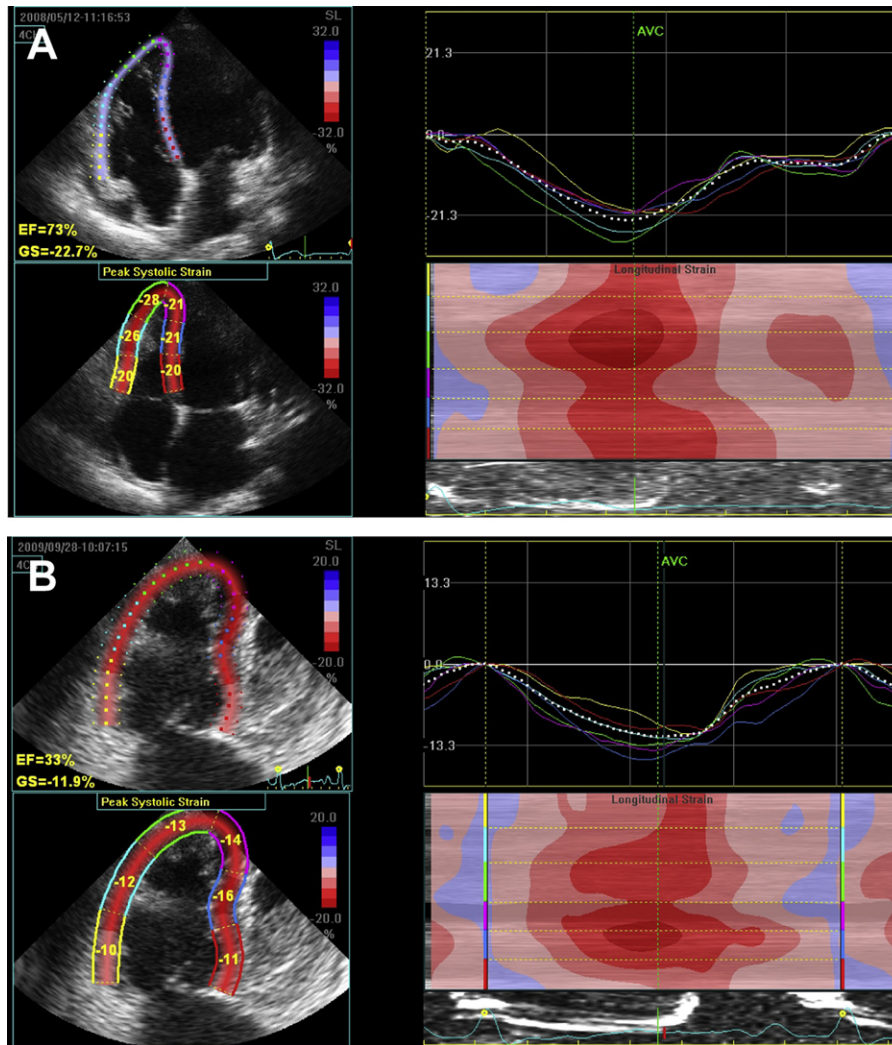 2008/05/12-11:16:53
4CH
A
SL
32.0
-32.0
%
EF=73%
GS=-22.7%
AVC
21.3
0.0
-21.3
Peak Systolic Strain
32.0
-32.0
%
-28
-21
-26
-21
-20
-20
Longitudinal Strain
2009/09/28-10:07:15
4CH
B
SL
20.0
-20.0
%
EF=33%
GS=-11.9%
AVC
13.3
0.0
-13.3
Peak Systolic Strain
20.0
-20.0
%
-13
-14
-12
-16
-10
-11
Longitudinal Strain